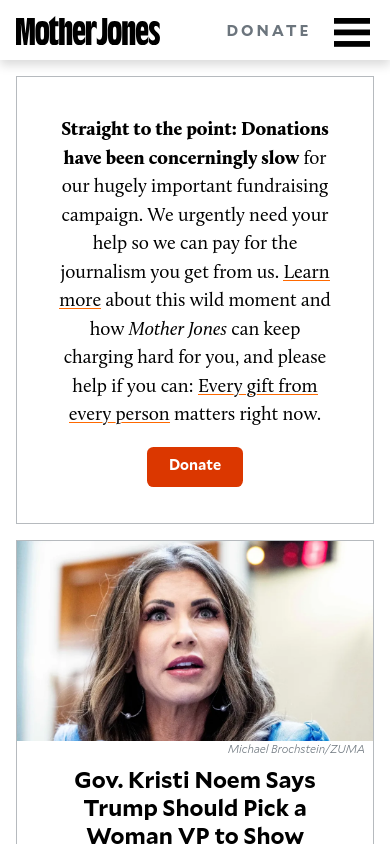 Mother Jones
DONATE
Straight to the point: Donations
have been concerningly slow for
our hugely important fundraising
campaign. We urgently need your
help so we can pay for the
journalism you get from us. Learn
more about this wild moment and
how Mother Jones can keep
charging hard for you, and please
help if you can: Every gift from
every person matters right now.
Donate
Michael Brochstein/ZUMA
Gov. Kristi Noem Says
Trump Should Pick a
Woman VP to Show